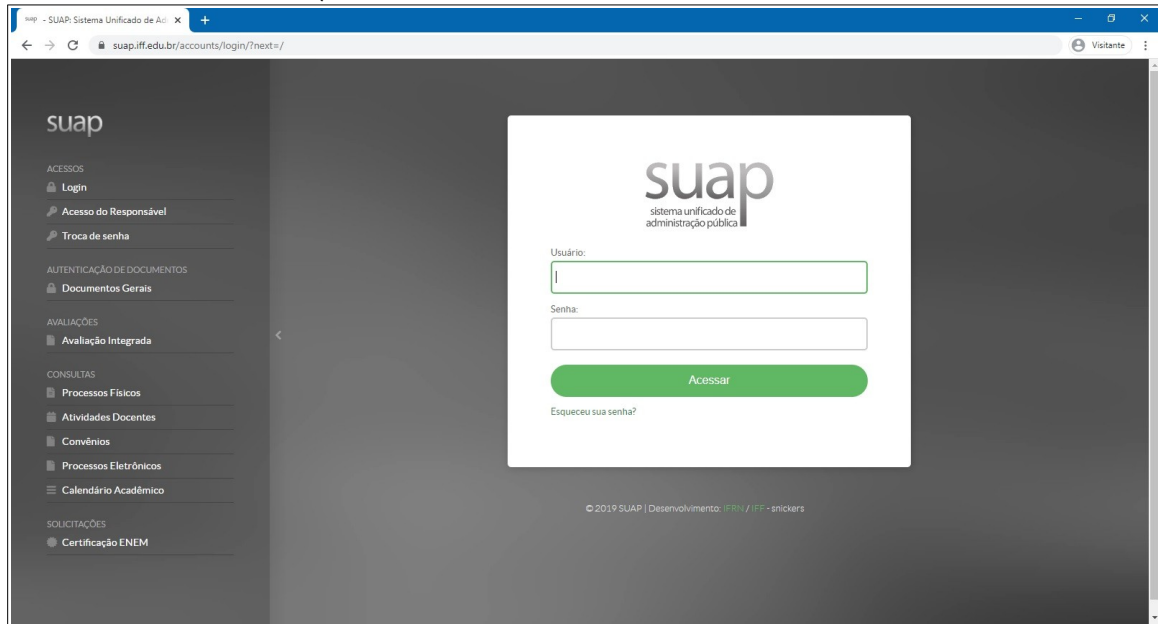 suap - SUAP: Sistema Unificado de Ad
suap.iff.edu.br/accounts/login/?next=/
Visitante
suap
ACESSOS
Login
Acesso do Responsável
Troca de senha
AUTENTICAÇÃO DE DOCUMENTOS
Documentos Gerais
AVALIAÇÕES
Avaliação Integrada
CONSULTAS
Processos Físicos
Atividades Docentes
Convênios
Processos Eletrônicos
Calendário Acadêmico
SOLICITAÇÕES
Certificação ENEM
suap
sistema unificado de
administração pública
Usuário:
Senha:
Acessar
Esqueceu sua senha?
© 2019 SUAP | Desenvolvimento: IFRN / IFF - snickers